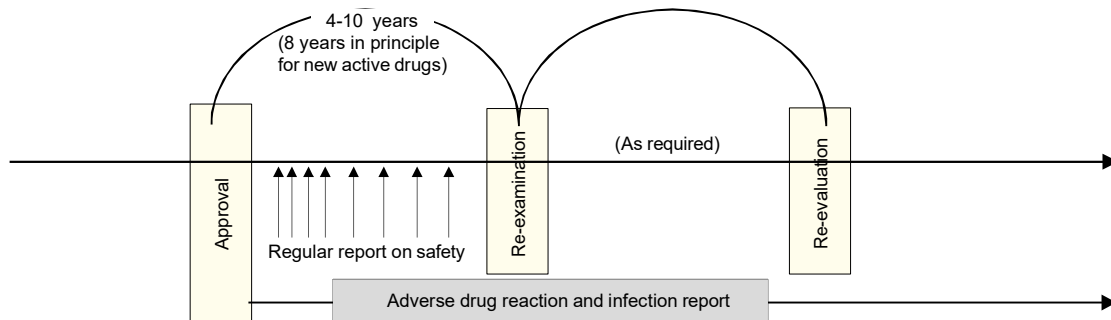 4-10 years
(8 years in principle
for new active drugs)
(As required)
Approval
Re-examination
Re-evaluation
Regular report on safety
Adverse drug reaction and infection report